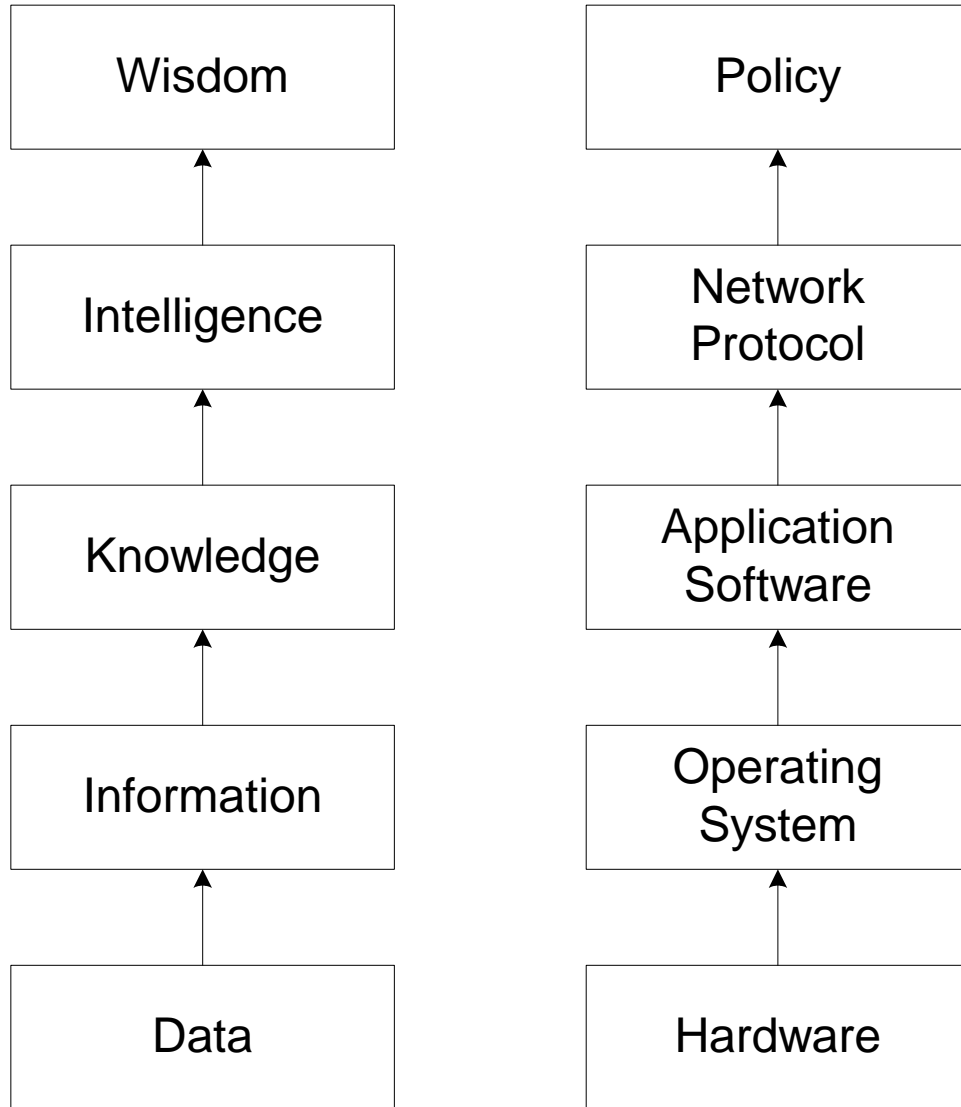 Wisdom
Intelligence
Knowledge
Information
Data
Policy
Network
Protocol
Application
Software
Operating
System
Hardware